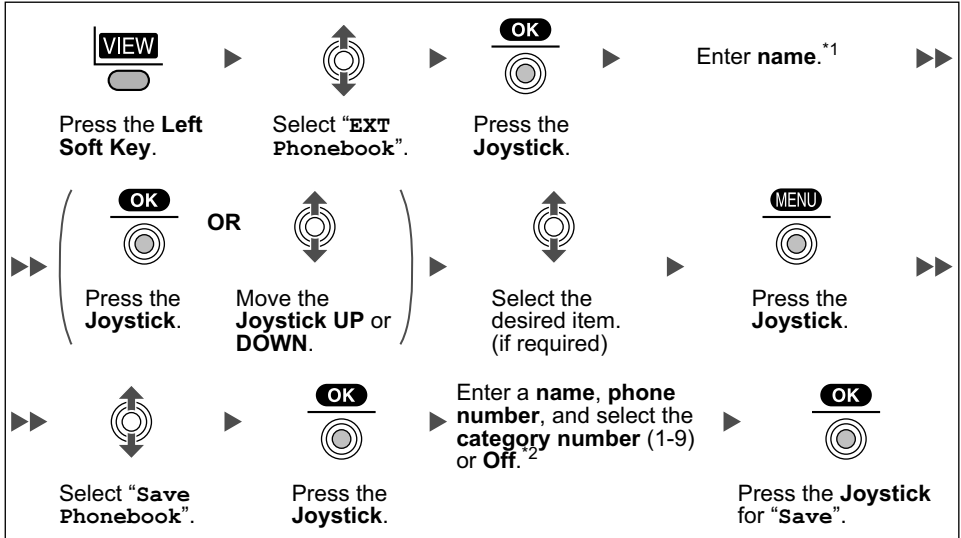 VIEW
Press the Left
Soft Key.
Select “EXT
Phonebook”.
OK
Press the
Joystick.
Enter name.*1
OK
Press the
Joystick.
OR
Move the
Joystick UP or
DOWN.
Select the
desired item.
(if required)
MENU
Press the
Joystick.
Select “Save
Phonebook”.
OK
Press the
Joystick.
Enter a name, phone
number, and select the
category number (1-9)
or Off.*2
OK
Press the Joystick
for “Save”.